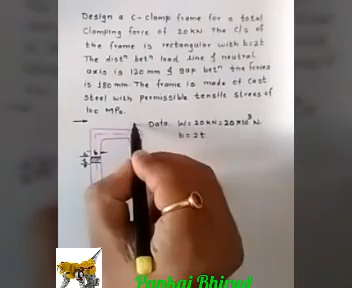 Design a C-clamp frame for a total
Clamping force of 20 KN The C/s of
the frame is rectangular with b=2t
The distⁿ betⁿ load line & neutral
axis is 120 mm & gap betⁿ the forces
is 180 mm. The frame is made of Cast
Steel with permissible tensile stress of
100 MPa.
Data W = 20 KN = 20 × 10³ N.
b = 2t
Pankaj Bhirud